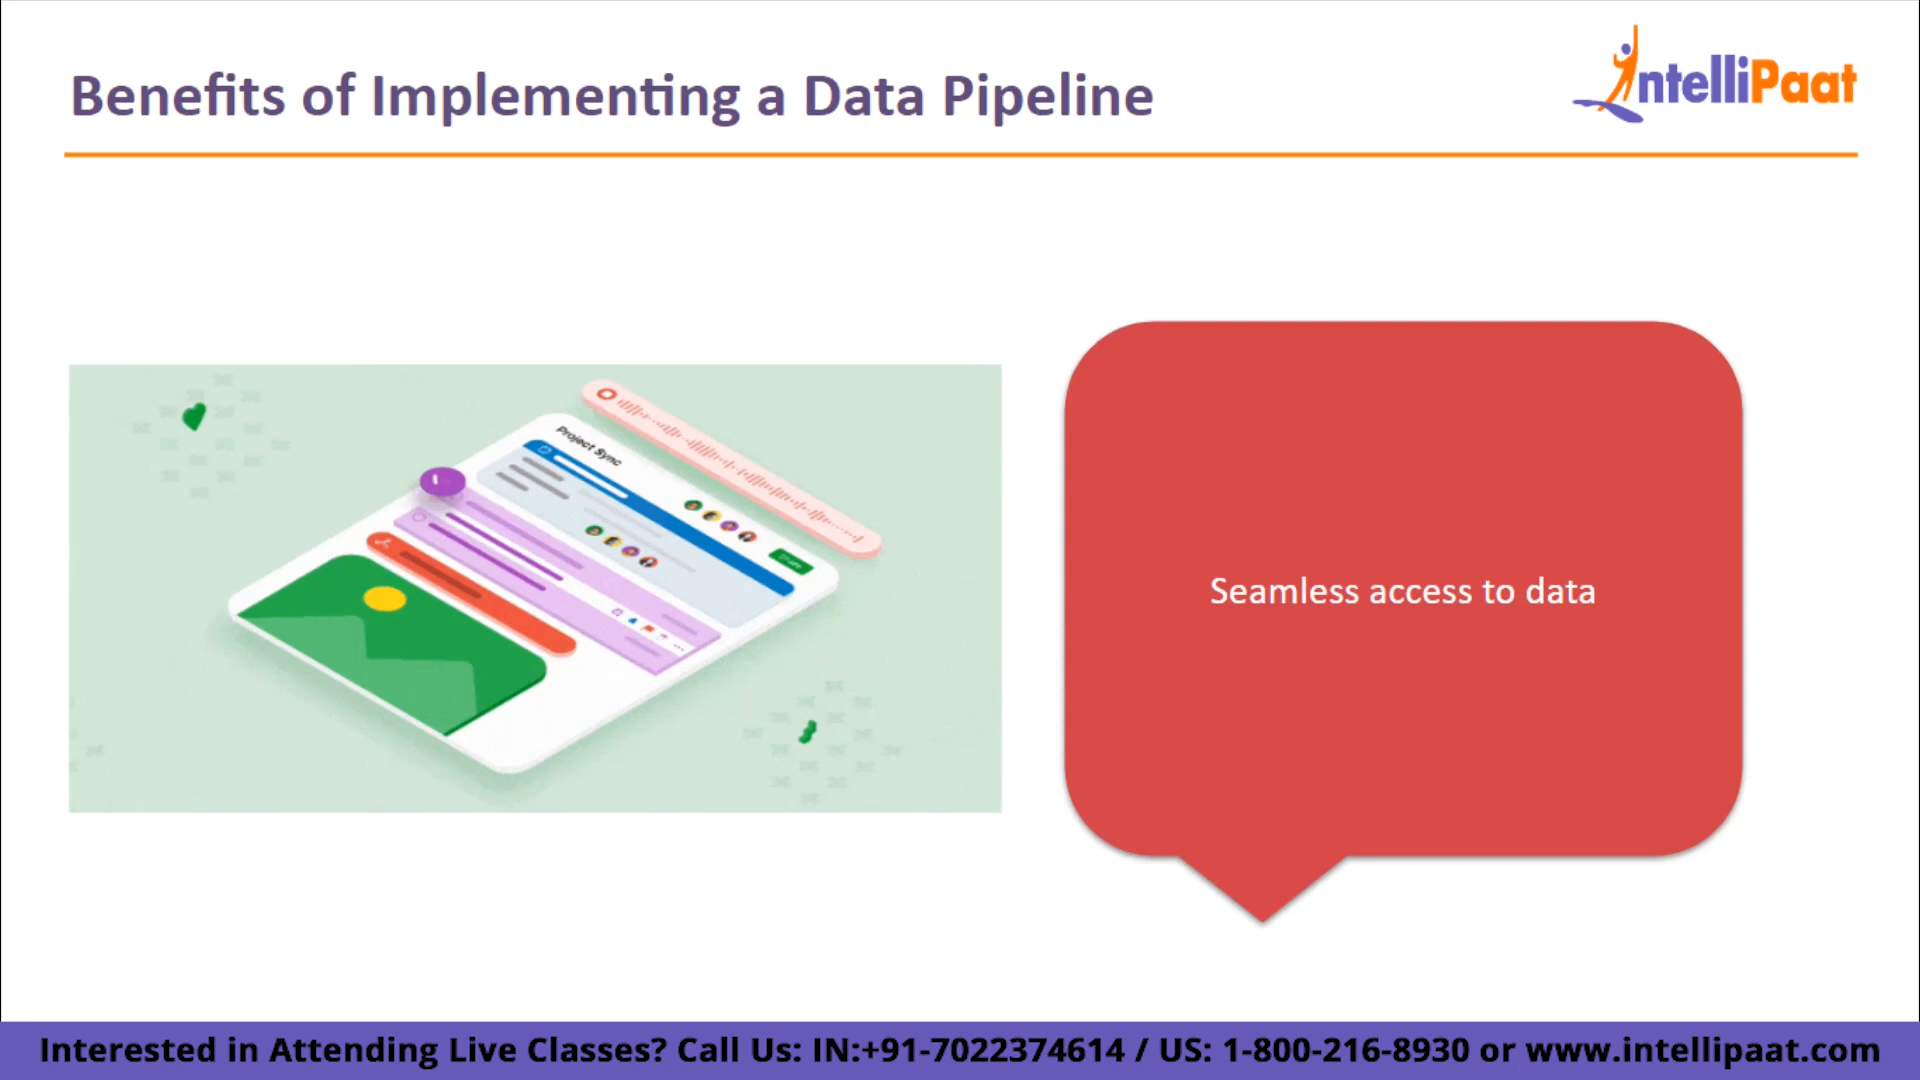 Benefits of Implementing a Data Pipeline
IntelliPaat
Project Sync
Seamless access to data
Interested in Attending Live Classes? Call Us: IN:+91-7022374614 / US: 1-800-216-8930 or www.intellipaat.com